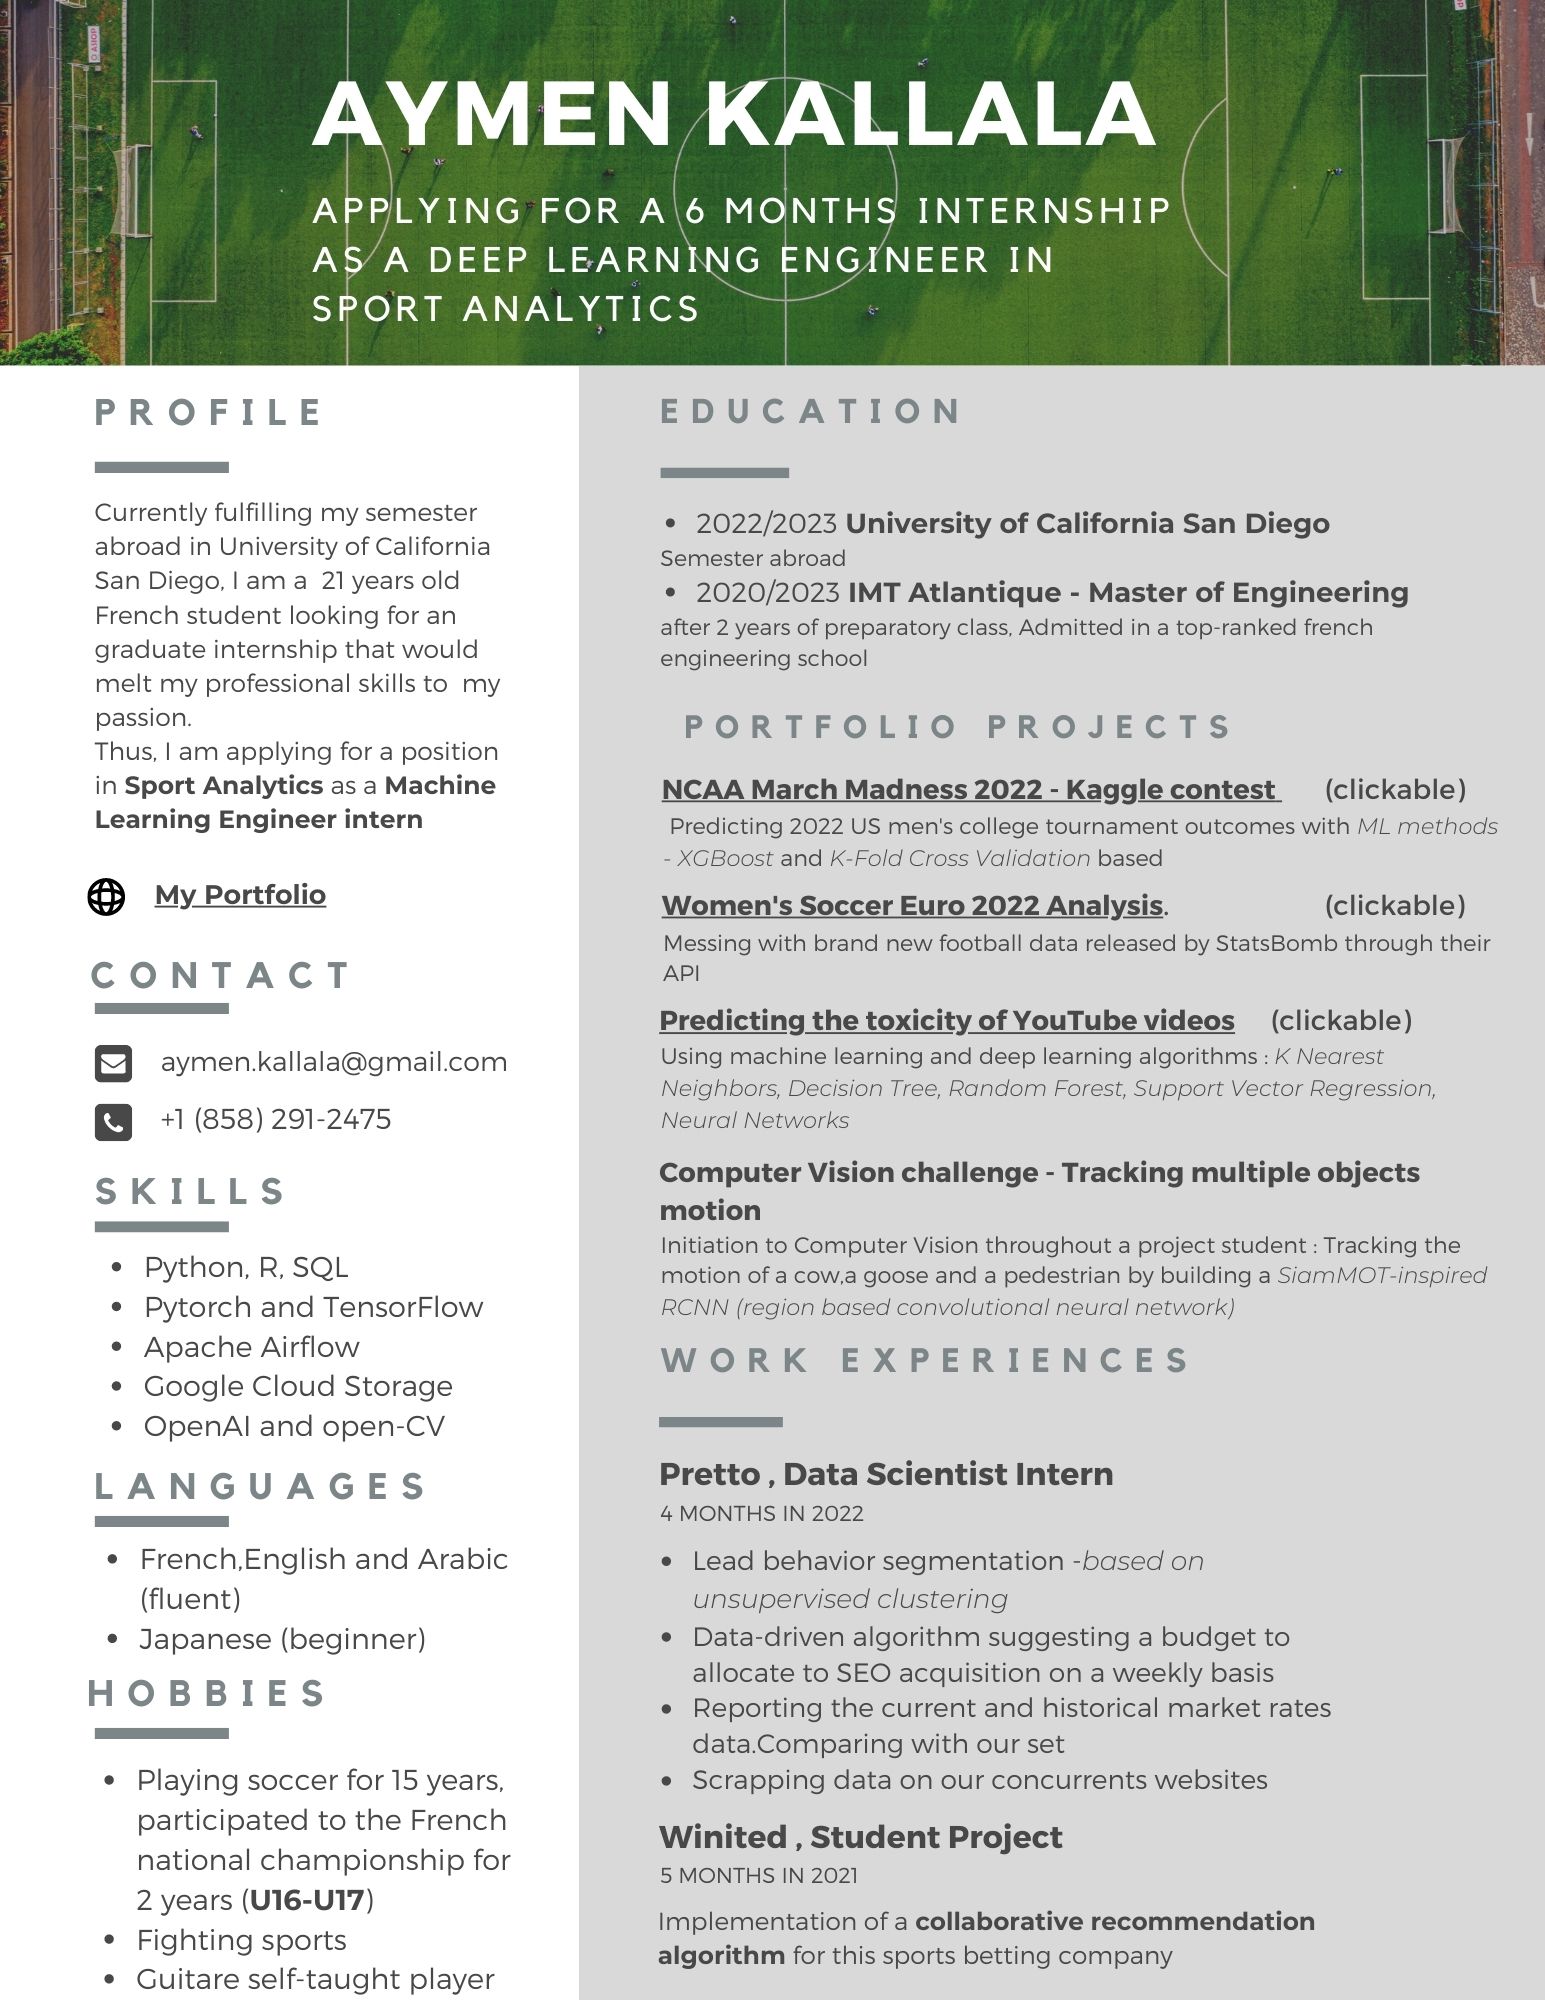 AYMEN KALLALA
APPLYING FOR A 6 MONTHS INTERNSHIP
AS A DEEP LEARNING ENGINEER IN
SPORT ANALYTICS
PROFILE
Currently fulfilling my semester
abroad in University of California
San Diego, I am a 21 years old
French student looking for an
graduate internship that would
melt my professional skills to my
passion.
Thus, I am applying for a position
in Sport Analytics as a Machine
Learning Engineer intern
My Portfolio
CONTACT
aymen.kallala@gmail.com
+1 (858) 291-2475
SKILLS
• Python, R, SQL
• Pytorch and TensorFlow
• Apache Airflow
• Google Cloud Storage
• OpenAI and open-CV
LANGUAGES
• French,English and Arabic
(fluent)
• Japanese (beginner)
HOBBIES
• Playing soccer for 15 years,
participated to the French
national championship for
2 years (U16-U17)
• Fighting sports
• Guitare self-taught player
EDUCATION
• 2022/2023 University of California San Diego
Semester abroad
• 2020/2023 IMT Atlantique - Master of Engineering
after 2 years of preparatory class, Admitted in a top-ranked french
engineering school
PORTFOLIO PROJECTS
NCAA March Madness 2022 - Kaggle contest (clickable)
Predicting 2022 US men's college tournament outcomes with ML methods
- XGBoost and K-Fold Cross Validation based
Women's Soccer Euro 2022 Analysis. (clickable)
Messing with brand new football data released by StatsBomb through their
API
Predicting the toxicity of YouTube videos (clickable)
Using machine learning and deep learning algorithms : K Nearest
Neighbors, Decision Tree, Random Forest, Support Vector Regression,
Neural Networks
Computer Vision challenge - Tracking multiple objects
motion
Initiation to Computer Vision throughout a project student : Tracking the
motion of a cow,a goose and a pedestrian by building a SiamMOT-inspired
RCNN (region based convolutional neural network)
WORK EXPERIENCES
Pretto , Data Scientist Intern
4 MONTHS IN 2022
• Lead behavior segmentation -based on
unsupervised clustering
• Data-driven algorithm suggesting a budget to
allocate to SEO acquisition on a weekly basis
• Reporting the current and historical market rates
data.Comparing with our set
• Scrapping data on our concurrents websites
Winited , Student Project
5 MONTHS IN 2021
Implementation of a collaborative recommendation
algorithm for this sports betting company